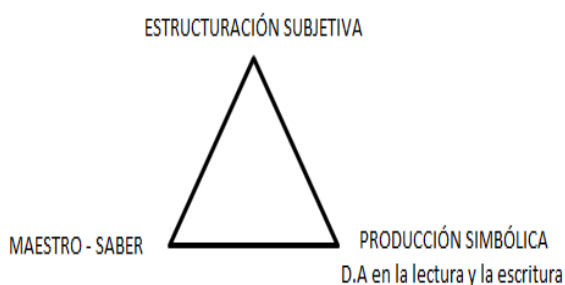 ESTRUCTURACIÓN SUBJETIVA
MAESTRO - SABER
PRODUCCIÓN SIMBÓLICA
D.A en la lectura y la escritura